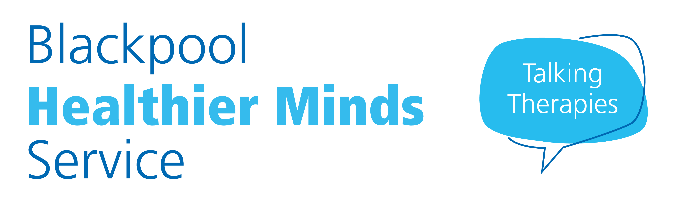 Blackpool
Healthier Minds
Service
Talking
Therapies